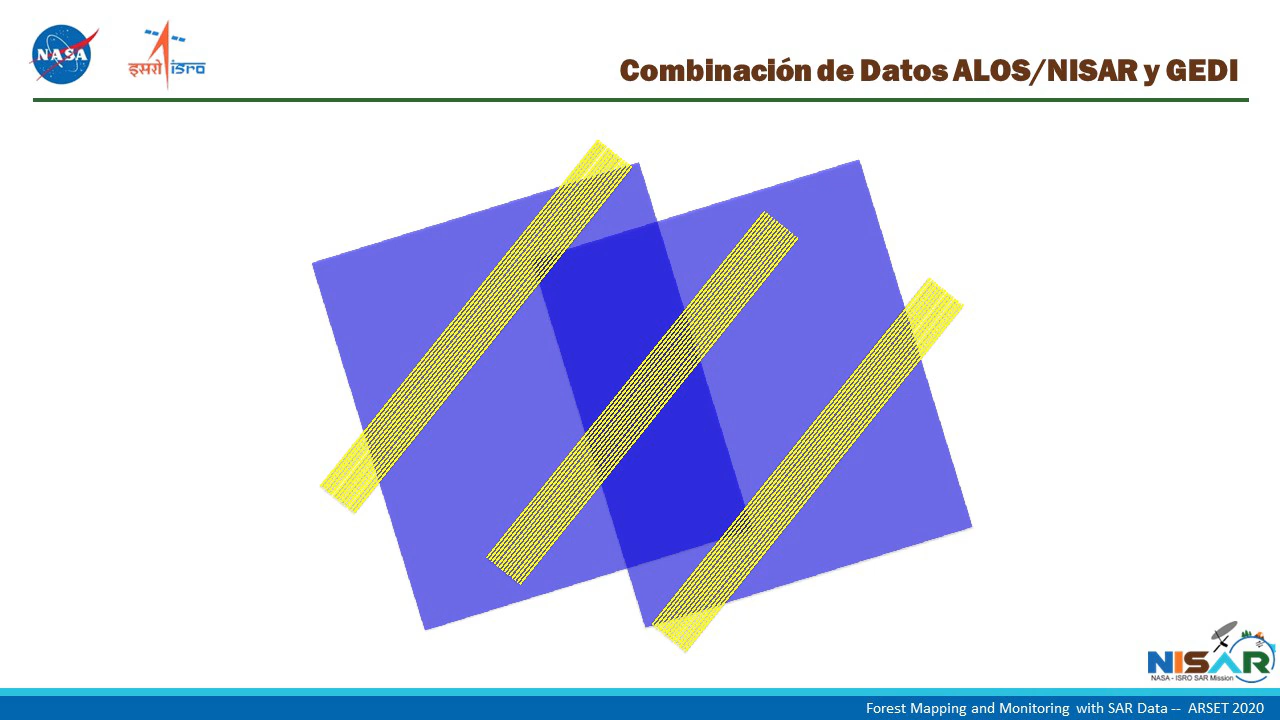 NASA
इसरो isro
Combinación de Datos ALOS/NISAR y GEDI
NISAR
NASA - ISRO SAR Mission
Forest Mapping and Monitoring with SAR Data -- ARSET 2020